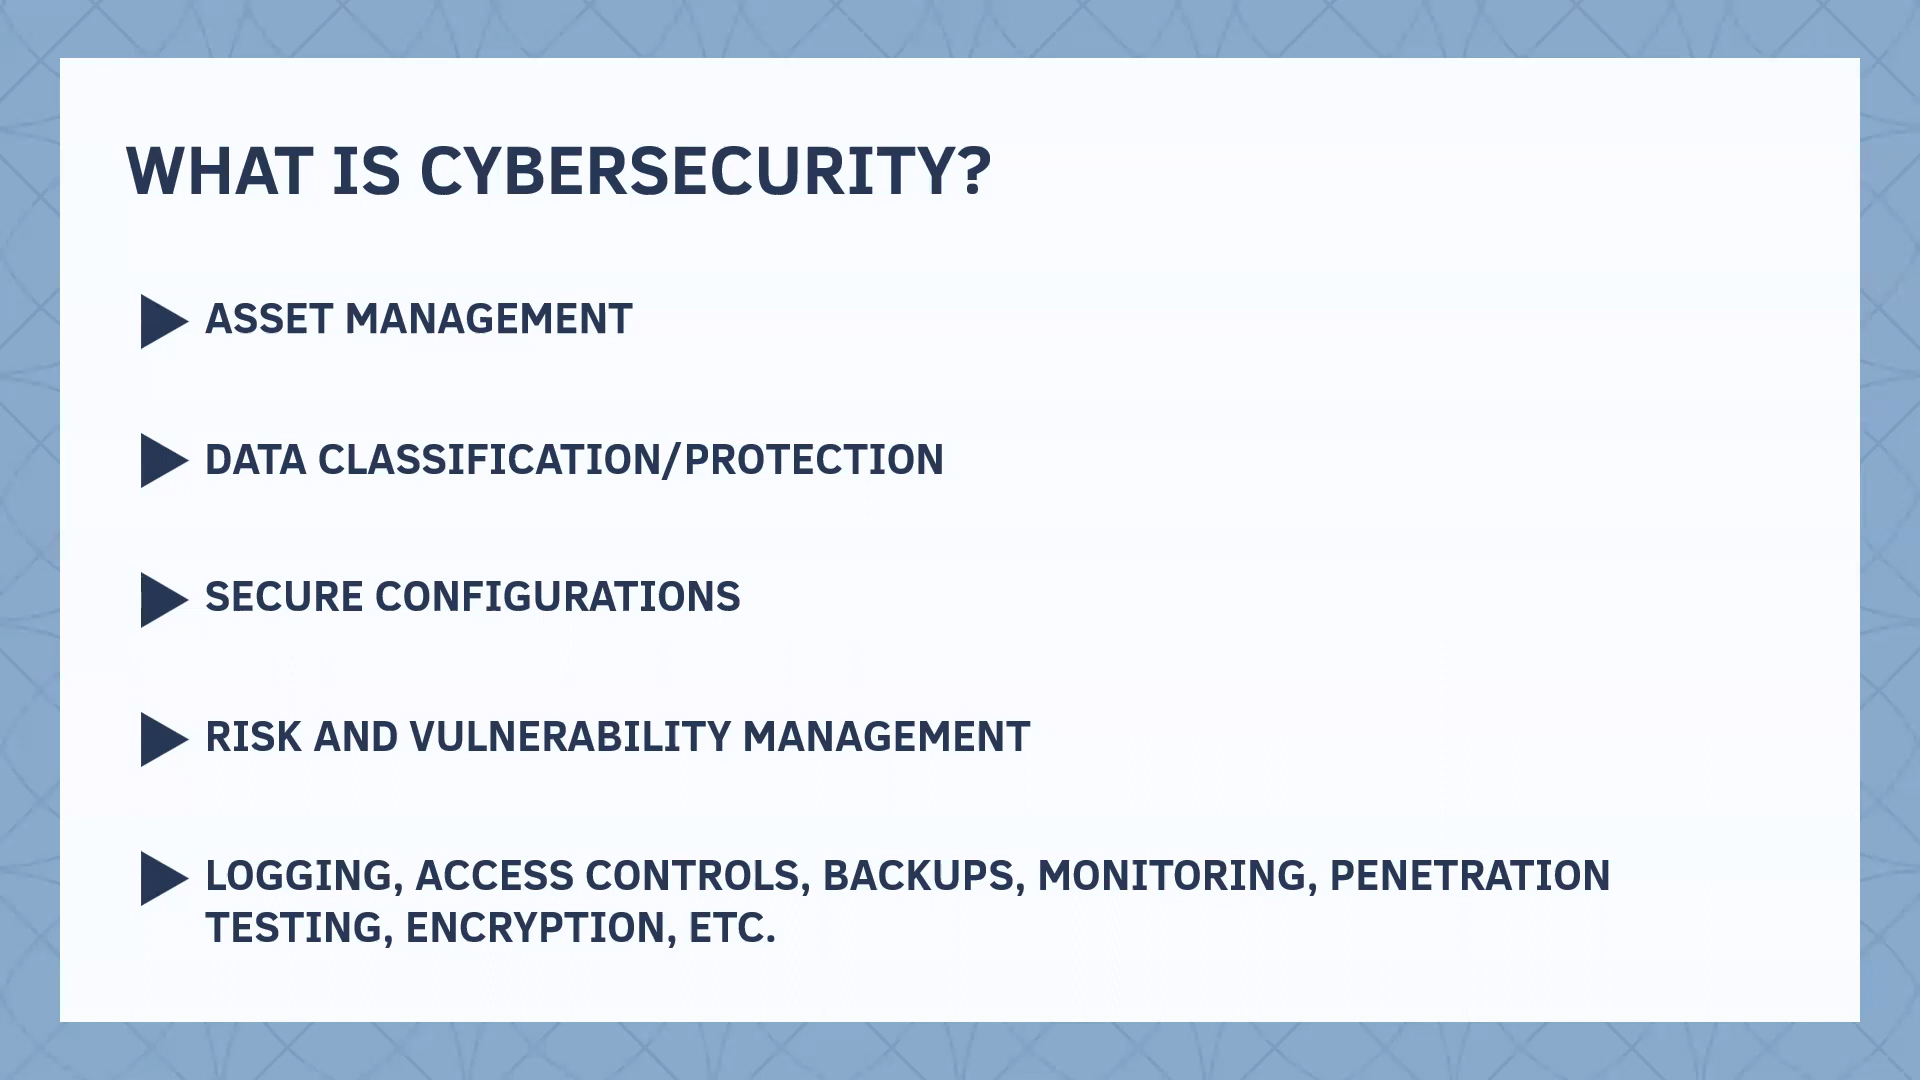 WHAT IS CYBERSECURITY?
ASSET MANAGEMENT
DATA CLASSIFICATION/PROTECTION
SECURE CONFIGURATIONS
RISK AND VULNERABILITY MANAGEMENT
LOGGING, ACCESS CONTROLS, BACKUPS, MONITORING, PENETRATION
TESTING, ENCRYPTION, ETC.